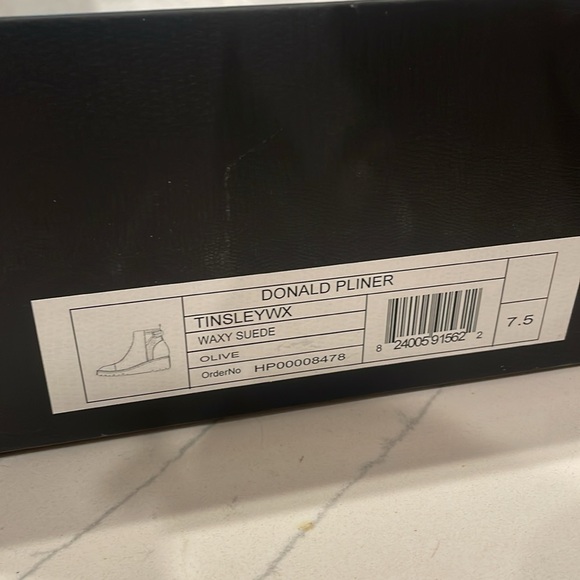 DONALD PLINER
TINSLEYWX
WAXY SUEDE
OLIVE
OrderNo HP00008478
8 24005 91562 2
7.5